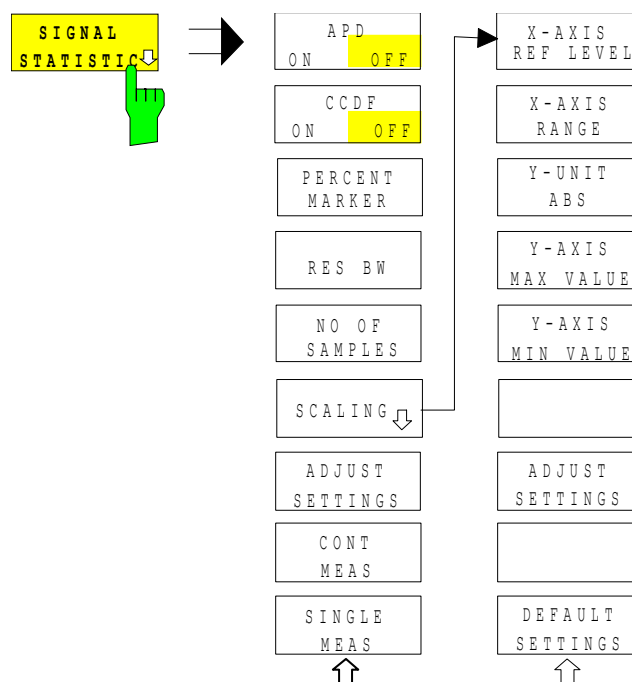 SIGNAL
STATISTIC
APD
ON OFF
CCDF
ON OFF
PERCENT
MARKER
RES BW
NO OF
SAMPLES
SCALING
ADJUST
SETTINGS
CONT
MEAS
SINGLE
MEAS
X-AXIS
REF LEVEL
X-AXIS
RANGE
Y-UNIT
ABS
Y-AXIS
MAX VALUE
Y-AXIS
MIN VALUE
ADJUST
SETTINGS
DEFAULT
SETTINGS